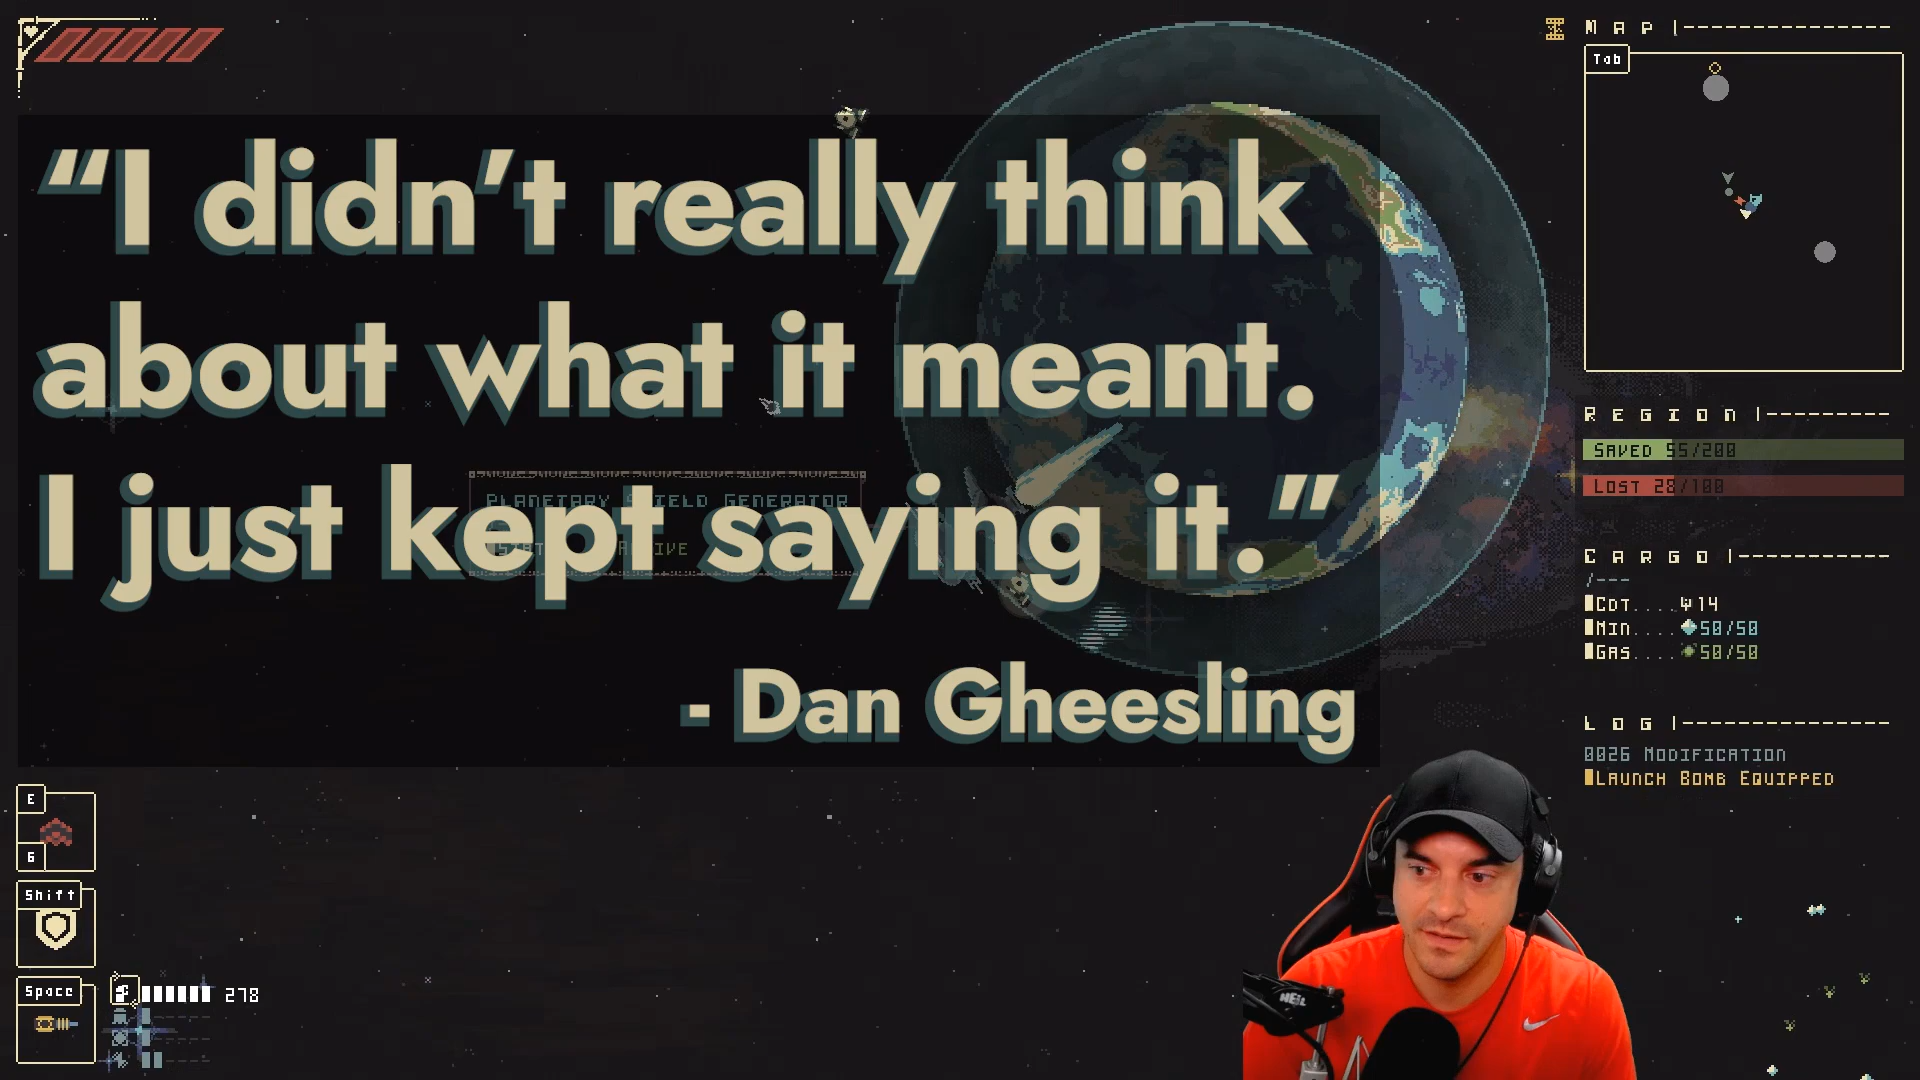 MAP
Tab
“I didn’t really think
about what it meant.
I just kept saying it.”
- Dan Gheesling
PLANETARY SHIELD GENERATOR
REGION
SAVED 55/200
LOST 28/100
CARGO
CDT....14
MIN....50/50
GAS....50/50
LOG
0026 MODIFICATION
LAUNCH BOMB EQUIPPED
E
G
Shift
Space
278
NEIL